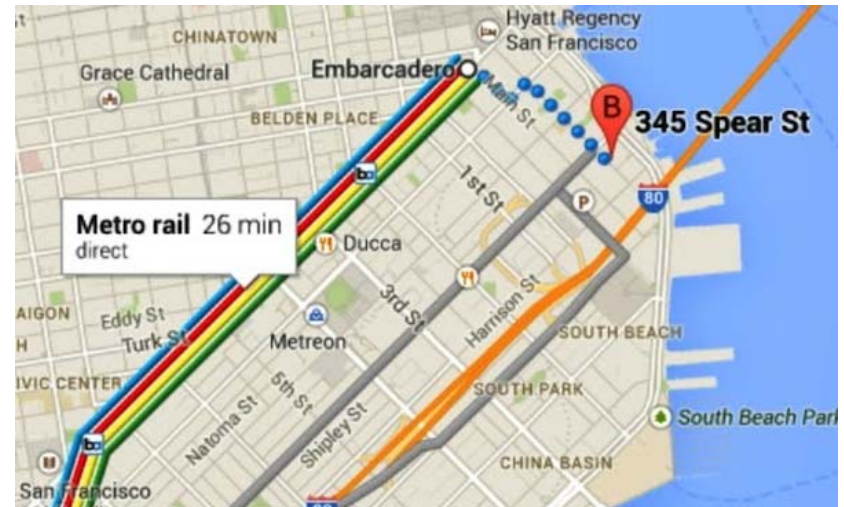 Hyatt Regency
San Francisco
CHINATOWN
Grace Cathedral
Embarcadero
Main St
BELDEN PLACE
B
345 Spear St
1st St
80
P
Metro rail 26 min
direct
Ducca
3rd St
Harrison St
AIGON
Eddy St
Turk St
Metreon
SOUTH BEACH
IVIC CENTER
5th St
SOUTH PARK
Natoma St
Shipley St
South Beach Park
CHINA BASIN
San Francisco